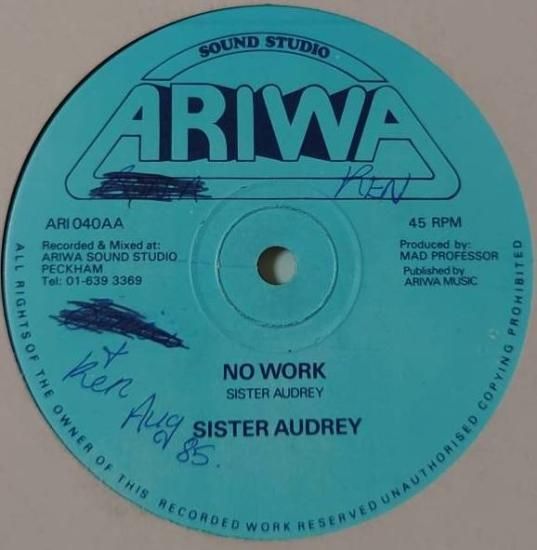 SOUND STUDIO
ARIWA
KEN
ARI 040AA
45 RPM
Recorded & Mixed at:
ARIWA SOUND STUDIO
PECKHAM
Tel: 01-639 3369
Produced by:
MAD PROFESSOR
Published by
ARIWA MUSIC
+
Ken Aug
85.
NO WORK
SISTER AUDREY
SISTER AUDREY
ALL RIGHTS OF THE OWNER OF THIS RECORDED WORK RESERVED UNAUTHORISED COPYING PROHIBITED